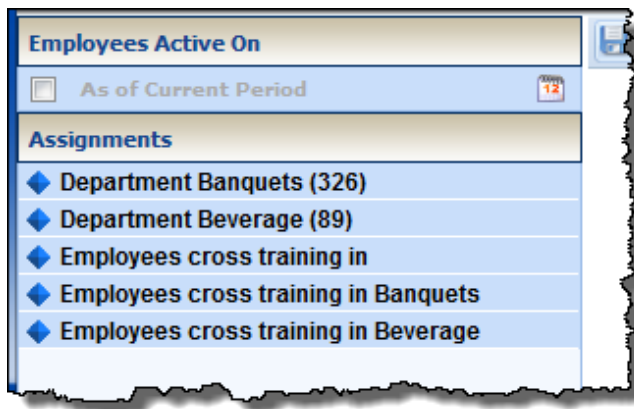 Employees Active On
As of Current Period
12
Assignments
Department Banquets (326)
Department Beverage (89)
Employees cross training in
Employees cross training in Banquets
Employees cross training in Beverage